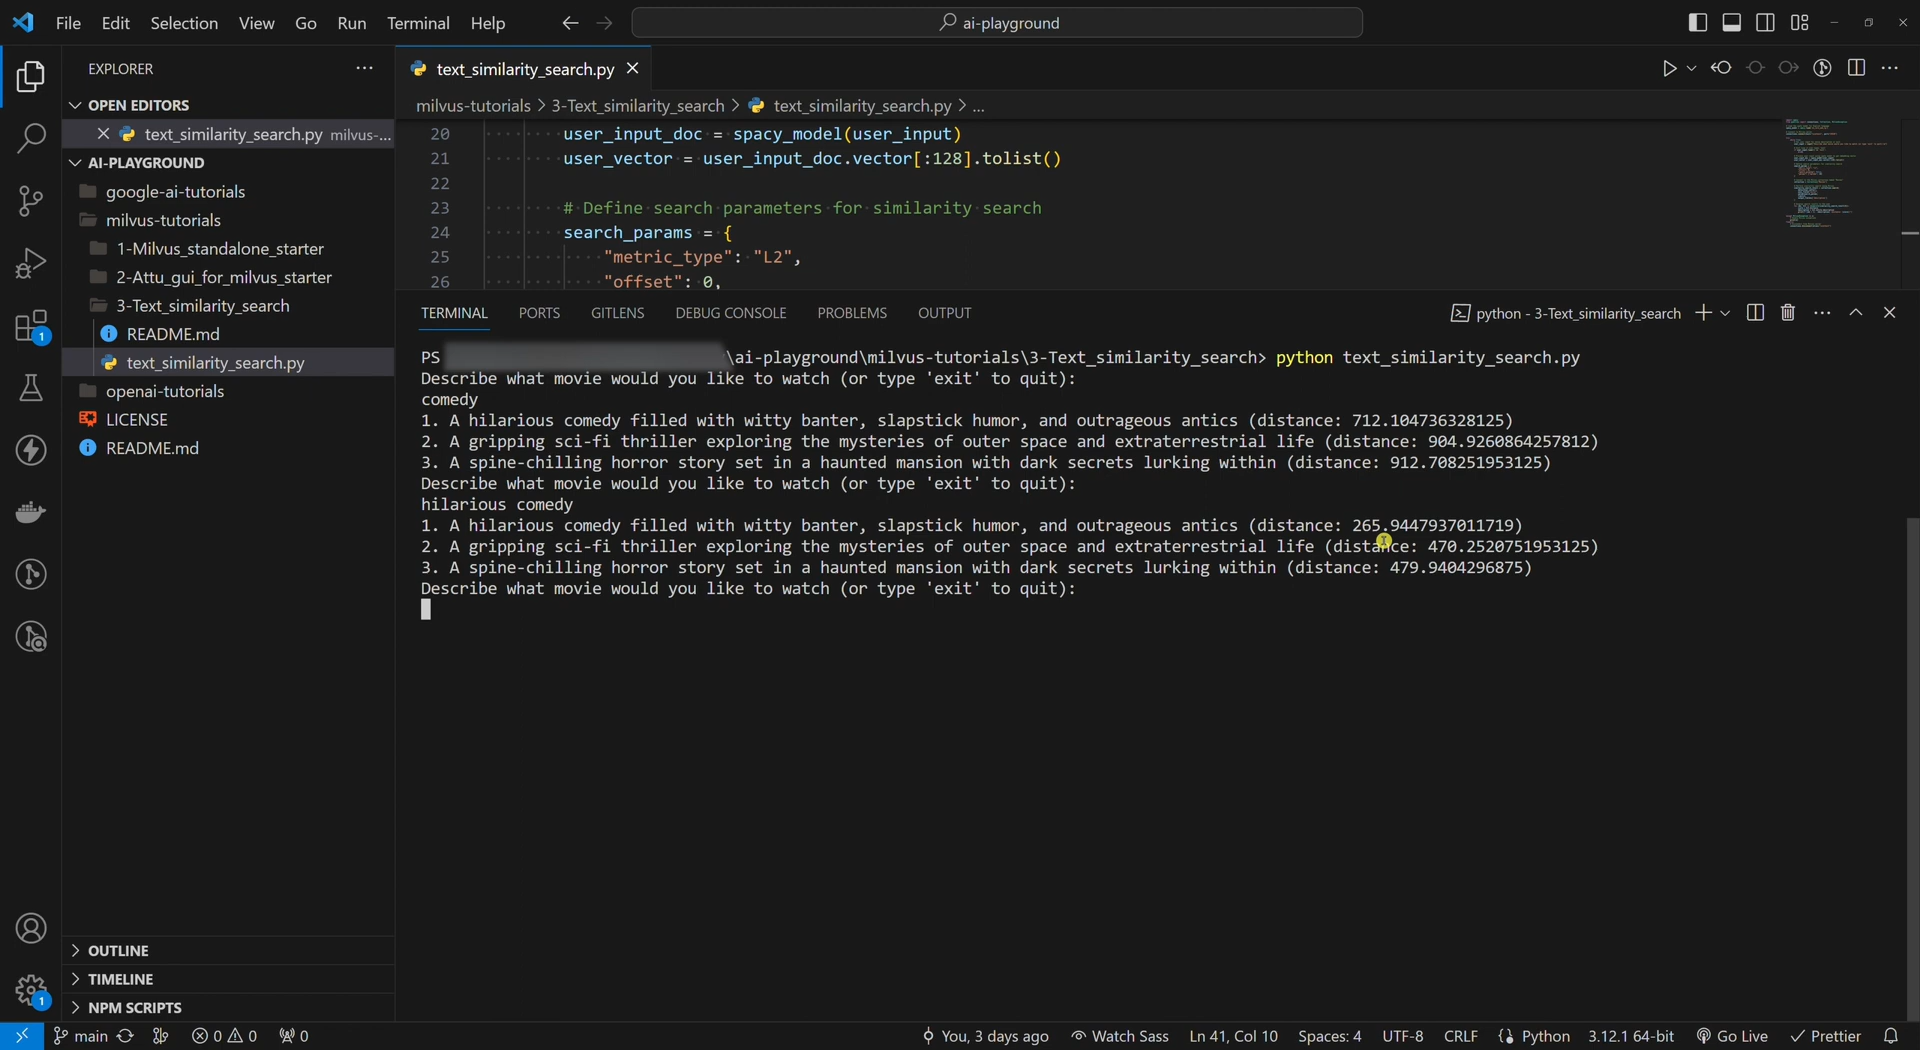 File Edit Selection View Go Run Terminal Help
ai-playground
EXPLORER
OPEN EDITORS
text_similarity_search.py milvus-...
AI-PLAYGROUND
google-ai-tutorials
milvus-tutorials
1-Milvus_standalone_starter
2-Attu_gui_for_milvus_starter
3-Text_similarity_search
README.md
text_similarity_search.py
openai-tutorials
LICENSE
README.md
OUTLINE
TIMELINE
NPM SCRIPTS
1
1
text_similarity_search.py
milvus-tutorials > 3-Text_similarity_search > text_similarity_search.py > ...
20 user_input_doc = spacy_model(user_input)
21 user_vector = user_input_doc.vector[:128].tolist()
22
23 # Define search parameters for similarity search
24 search_params = {
25 "metric_type": "L2",
26 "offset": 0,
TERMINAL PORTS GITLENS DEBUG CONSOLE PROBLEMS OUTPUT
python - 3-Text_similarity_search
PS \ai-playground\milvus-tutorials\3-Text_similarity_search> python text_similarity_search.py
Describe what movie would you like to watch (or type 'exit' to quit):
comedy
1. A hilarious comedy filled with witty banter, slapstick humor, and outrageous antics (distance: 712.104736328125)
2. A gripping sci-fi thriller exploring the mysteries of outer space and extraterrestrial life (distance: 904.9260864257812)
3. A spine-chilling horror story set in a haunted mansion with dark secrets lurking within (distance: 912.708251953125)
Describe what movie would you like to watch (or type 'exit' to quit):
hilarious comedy
1. A hilarious comedy filled with witty banter, slapstick humor, and outrageous antics (distance: 265.9447937011719)
2. A gripping sci-fi thriller exploring the mysteries of outer space and extraterrestrial life (distance: 470.2520751953125)
3. A spine-chilling horror story set in a haunted mansion with dark secrets lurking within (distance: 479.9404296875)
Describe what movie would you like to watch (or type 'exit' to quit):
main 0 0 0 You, 3 days ago Watch Sass Ln 41, Col 10 Spaces: 4 UTF-8 CRLF Python 3.12.1 64-bit Go Live Prettier